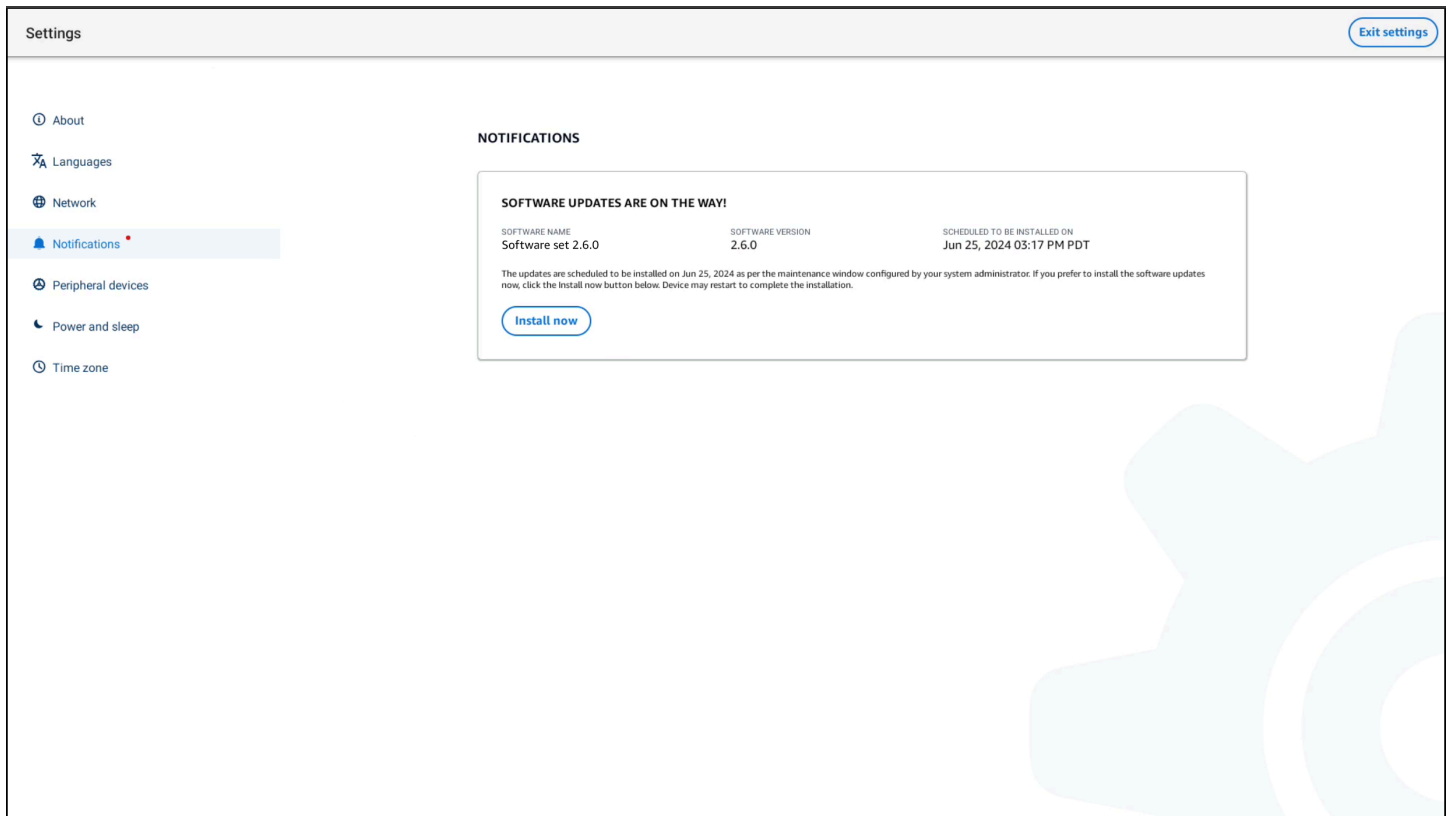 Settings
Exit settings
About
Languages
Network
Notifications
Peripheral devices
Power and sleep
Time zone
NOTIFICATIONS
SOFTWARE UPDATES ARE ON THE WAY!
SOFTWARE NAME
Software set 2.6.0
SOFTWARE VERSION
2.6.0
SCHEDULED TO BE INSTALLED ON
Jun 25, 2024 03:17 PM PDT
The updates are scheduled to be installed on Jun 25, 2024 as per the maintenance window configured by your system administrator. If you prefer to install the software updates
now, click the Install now button below. Device may restart to complete the installation.
Install now